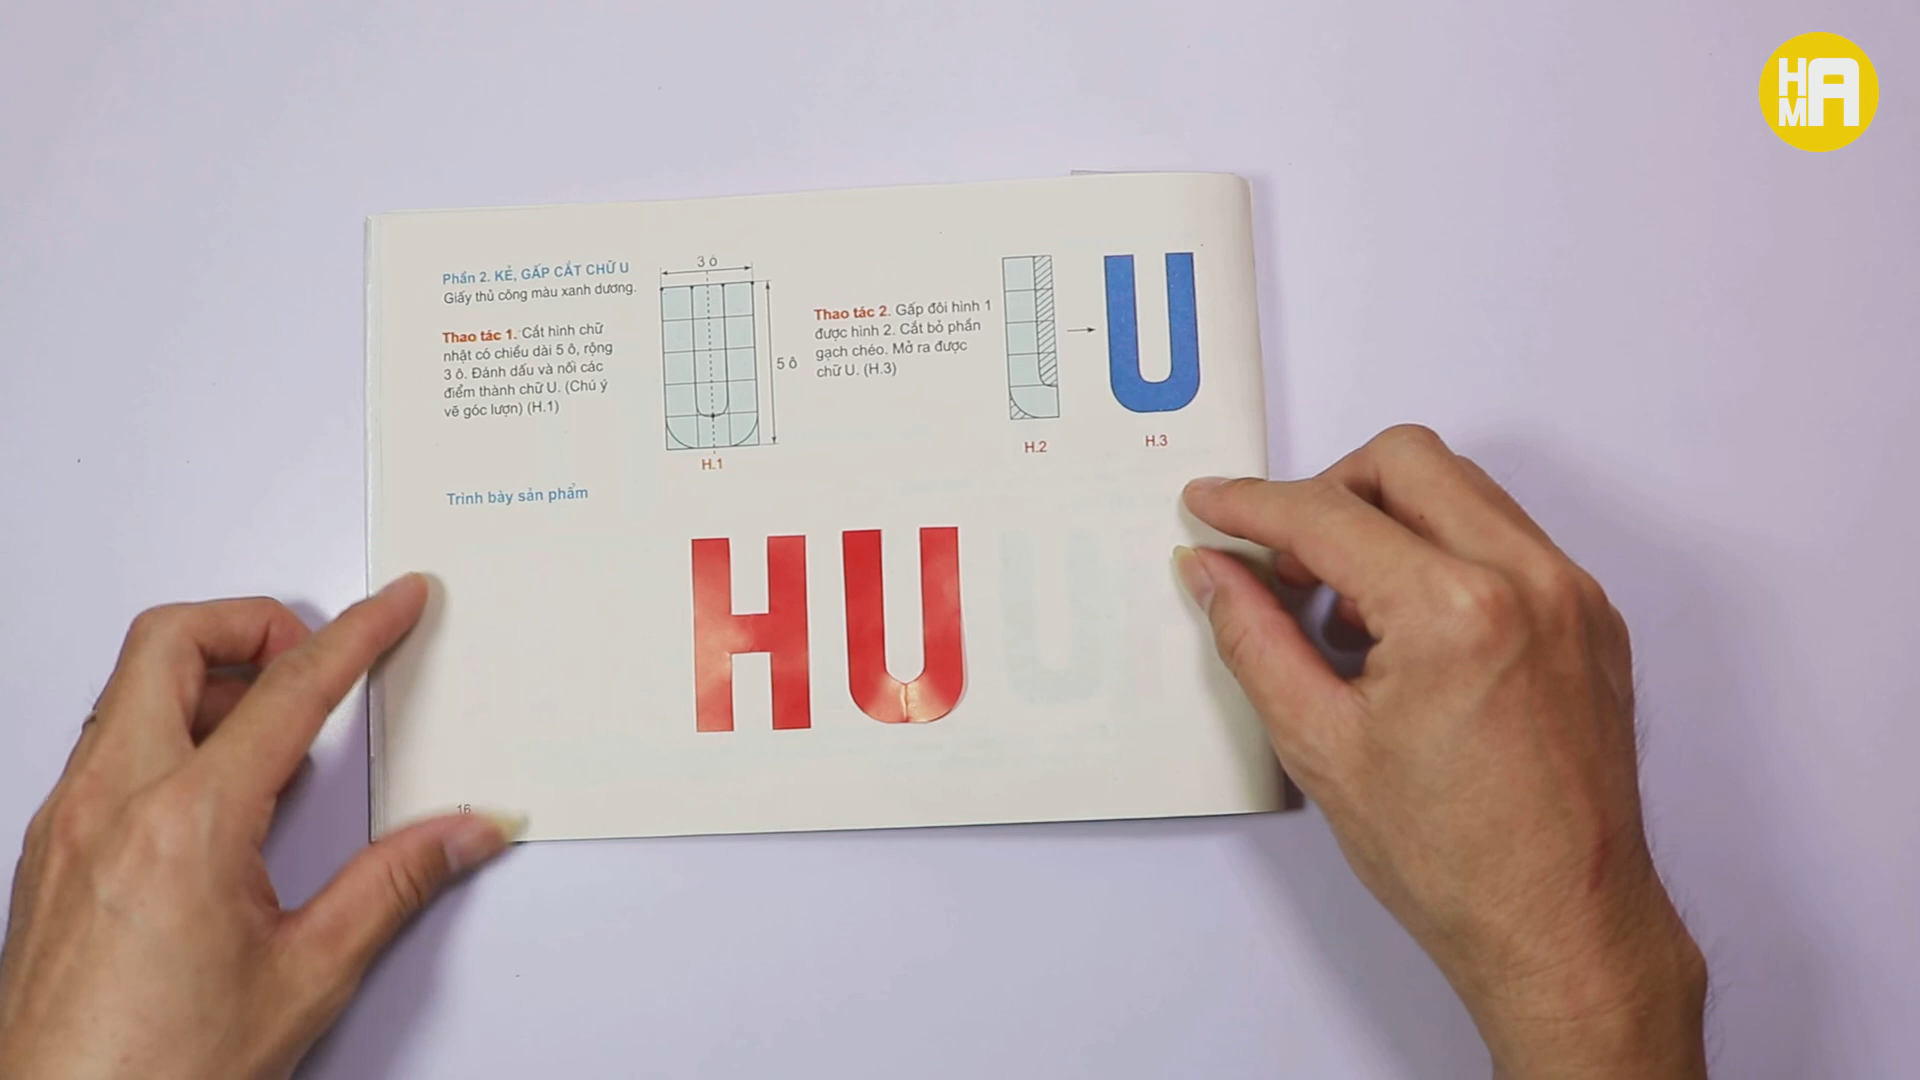 Phần 2. KẺ, GẤP CẮT CHỮ U
Giấy thủ công màu xanh dương.
Thao tác 1. Cắt hình chữ
nhật có chiều dài 5 ô, rộng
3 ô. Đánh dấu và nối các
điểm thành chữ U. (Chú ý
vẽ góc lượn) (H.1)
3 ô
5 ô
H.1
Thao tác 2. Gấp đôi hình 1
được hình 2. Cắt bỏ phần
gạch chéo. Mở ra được
chữ U. (H.3)
H.2
U
H.3
Trình bày sản phẩm
HU
16
HMA